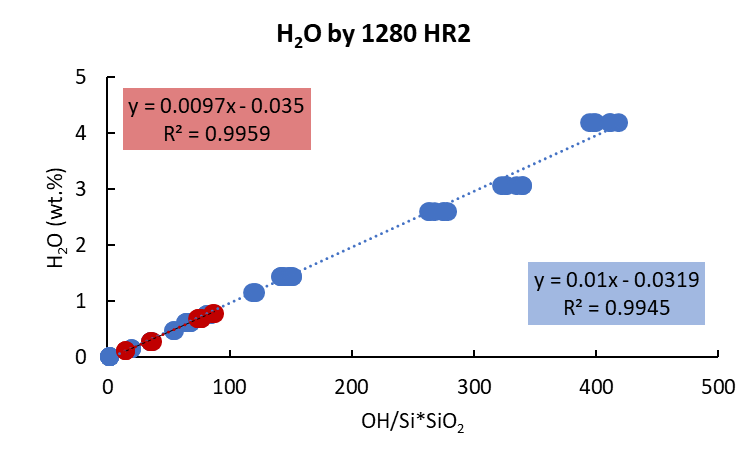 H₂O by 1280 HR2
y = 0.0097x - 0.035
R² = 0.9959
y = 0.01x - 0.0319
R² = 0.9945
H₂O (wt.%)
5
4
3
2
1
0
0 100 200 300 400 500
OH/Si*SiO₂